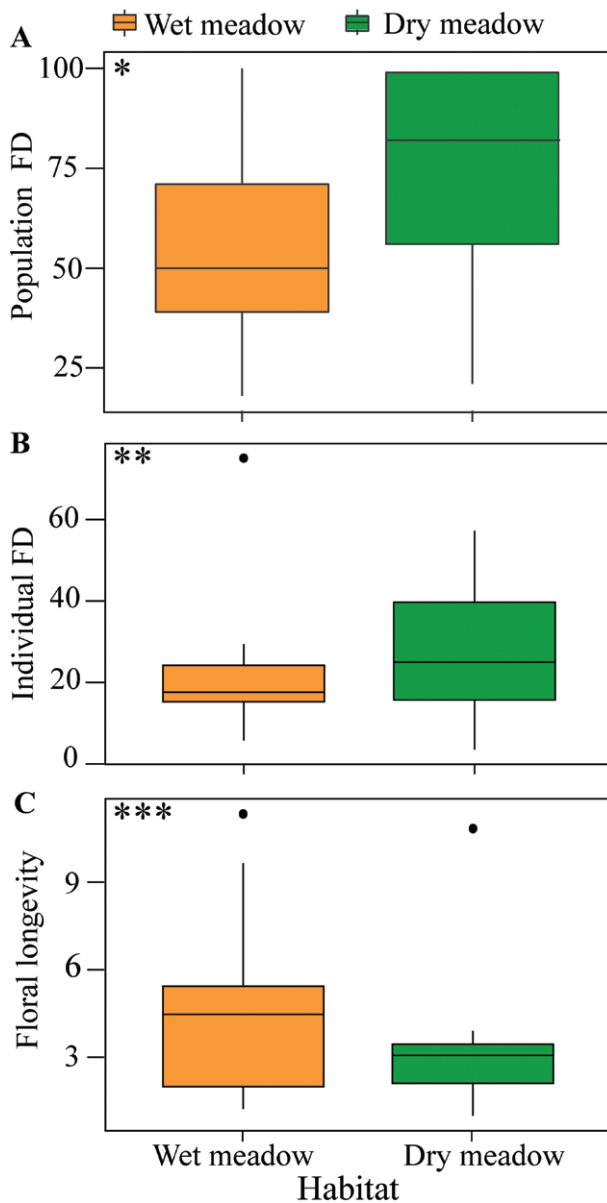 Wet meadow Dry meadow
A
*
100
75
50
25
Population FD
B
**
60
40
20
0
Individual FD
C
***
9
6
3
Floral longevity
Wet meadow Dry meadow
Habitat